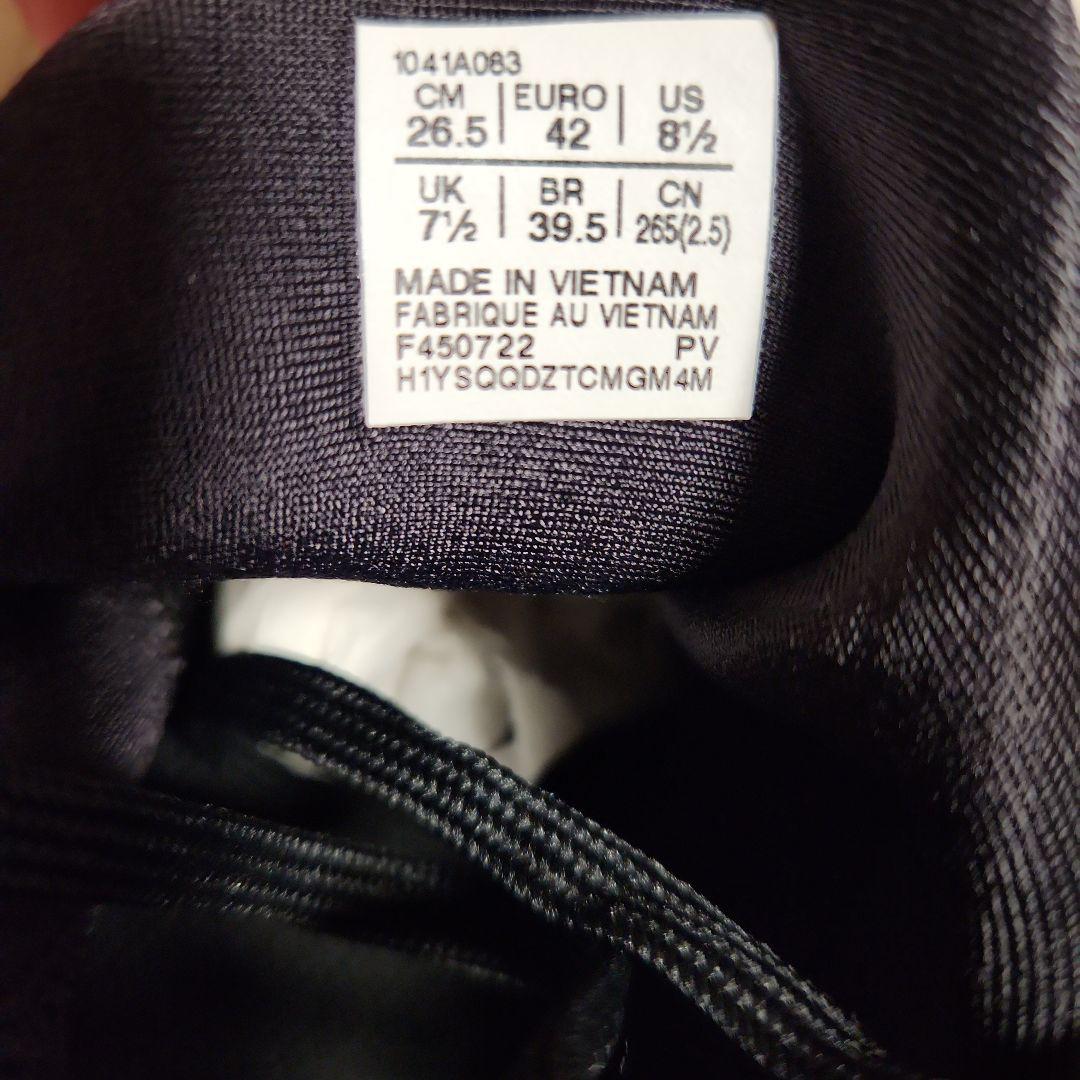 1041A083
CM | EURO | US
26.5 | 42 | 8½
UK | BR | CN
7½ | 39.5 | 265(2.5)
MADE IN VIETNAM
FABRIQUE AU VIETNAM
F450722 PV
H1YSQQDZTCMGM4M